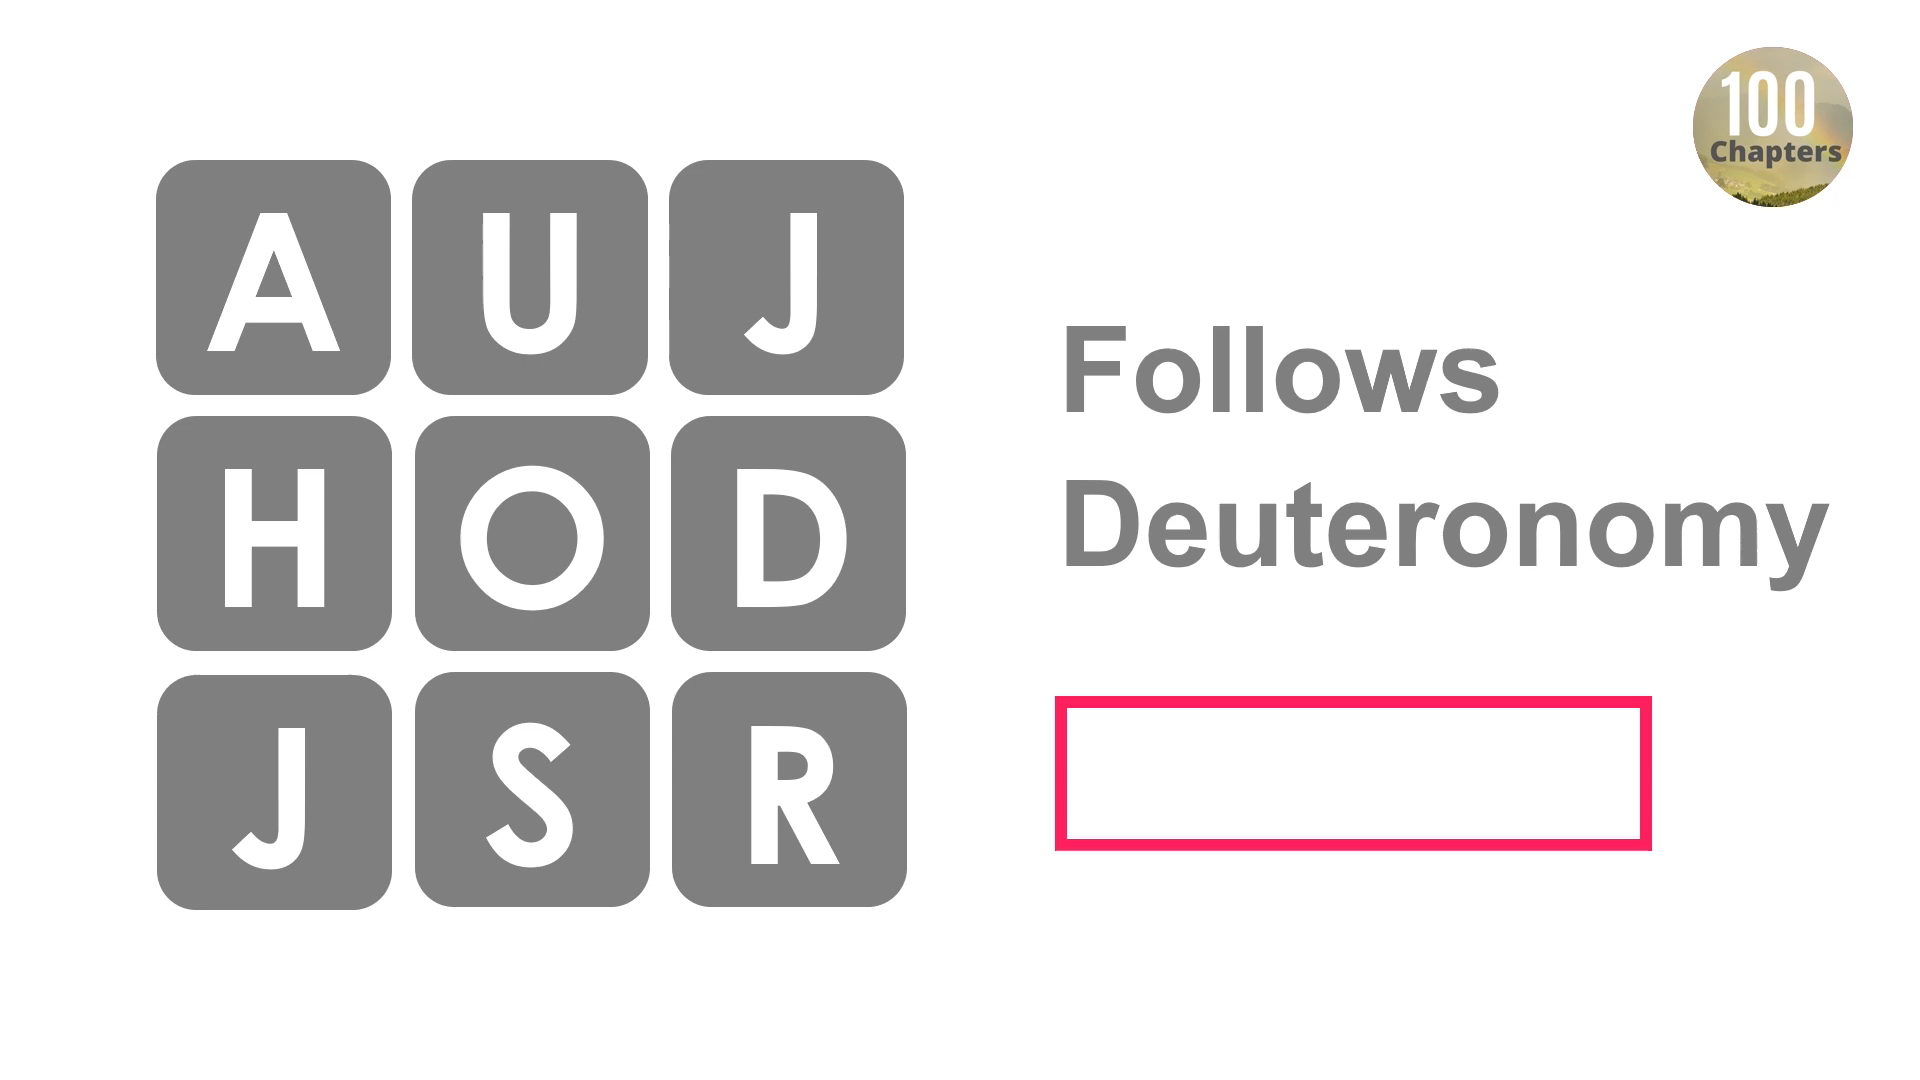 100
Chapters
A U J
H O D
J S R
Follows
Deuteronomy